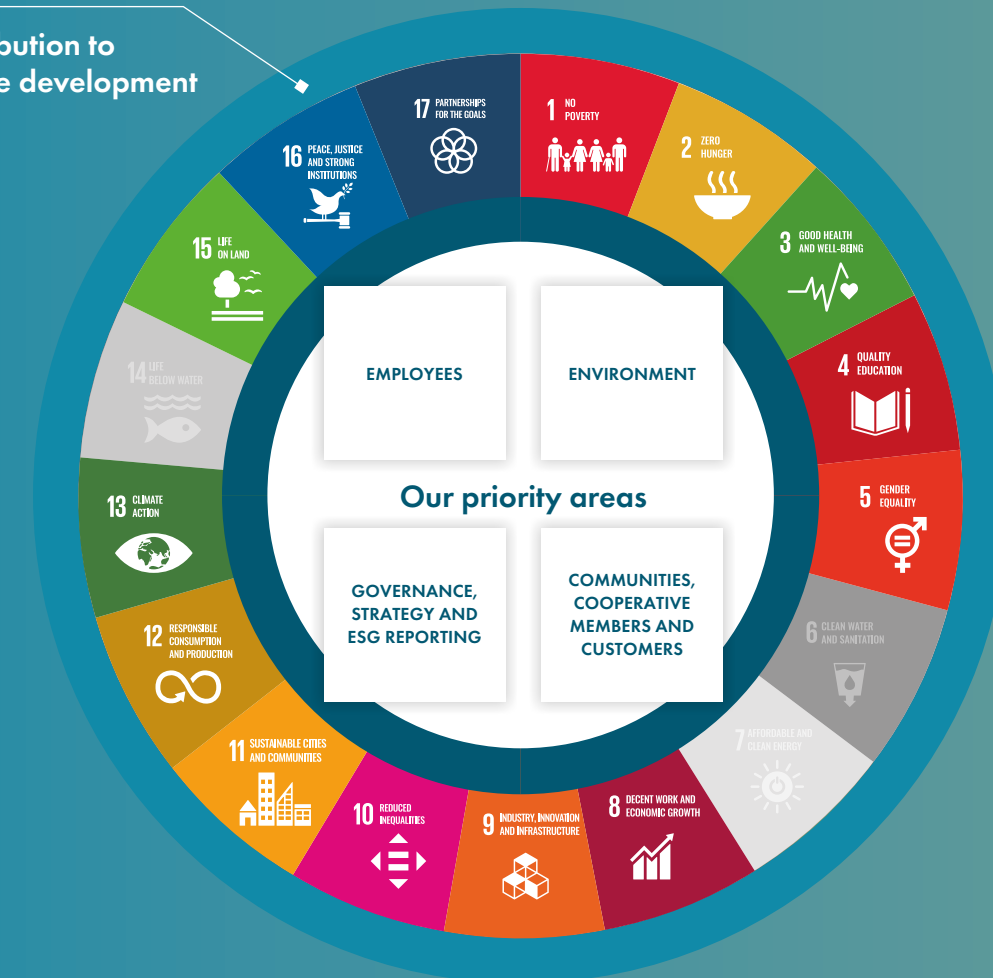 bution to
e development
17 PARTNERSHIPS
FOR THE GOALS
1 NO
POVERTY
2 ZERO
HUNGER
3 GOOD HEALTH
AND WELL-BEING
4 QUALITY
EDUCATION
5 GENDER
EQUALITY
6 CLEAN WATER
AND SANITATION
7 AFFORDABLE AND
CLEAN ENERGY
8 DECENT WORK AND
ECONOMIC GROWTH
9 INDUSTRY, INNOVATION
AND INFRASTRUCTURE
10 REDUCED
INEQUALITIES
11 SUSTAINABLE CITIES
AND COMMUNITIES
12 RESPONSIBLE
CONSUMPTION
AND PRODUCTION
13 CLIMATE
ACTION
14 LIFE
BELOW WATER
15 LIFE
ON LAND
16 PEACE, JUSTICE
AND STRONG
INSTITUTIONS
EMPLOYEES
ENVIRONMENT
Our priority areas
GOVERNANCE,
STRATEGY AND
ESG REPORTING
COMMUNITIES,
COOPERATIVE
MEMBERS AND
CUSTOMERS